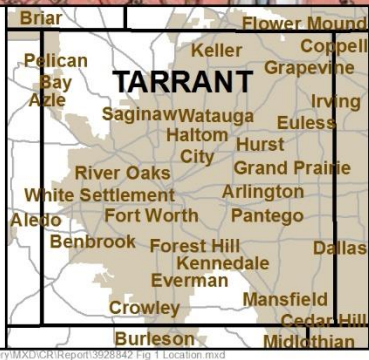 Briar
Flower Mound
Keller
Coppell
Pelican
Bay
Grapevine
TARRANT
Azle
Irving
Saginaw
Watauga
Euless
Haltom
City
Hurst
River Oaks
Grand Prairie
White Settlement
Arlington
Aledo
Fort Worth
Pantego
Benbrook
Forest Hill
Dallas
Kennedale
Everman
Crowley
Mansfield
Cedar Hill
Burleson
Midlothian
ry\MXD\CR\Report\3928842 Fig 1 Location.mxd